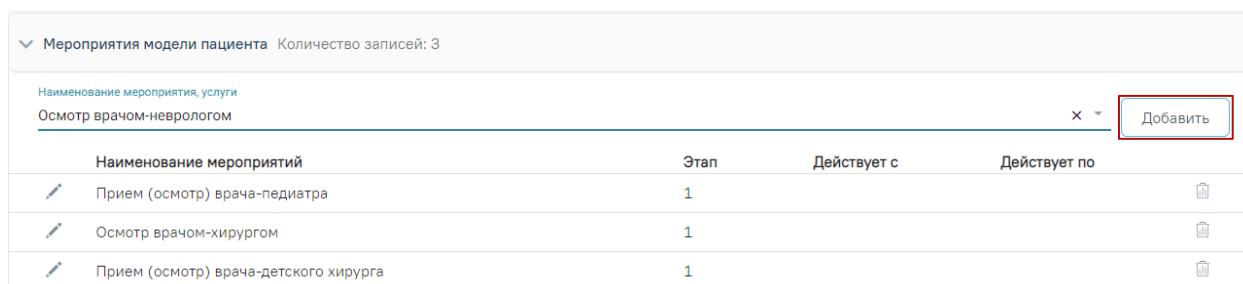 Мероприятия модели пациента Количество записей: 3
Наименование мероприятия, услуги
Осмотр врачом-неврологом
Добавить
Наименование мероприятий Этап Действует с Действует по
Прием (осмотр) врача-педиатра 1
Осмотр врачом-хирургом 1
Прием (осмотр) врача-детского хирурга 1